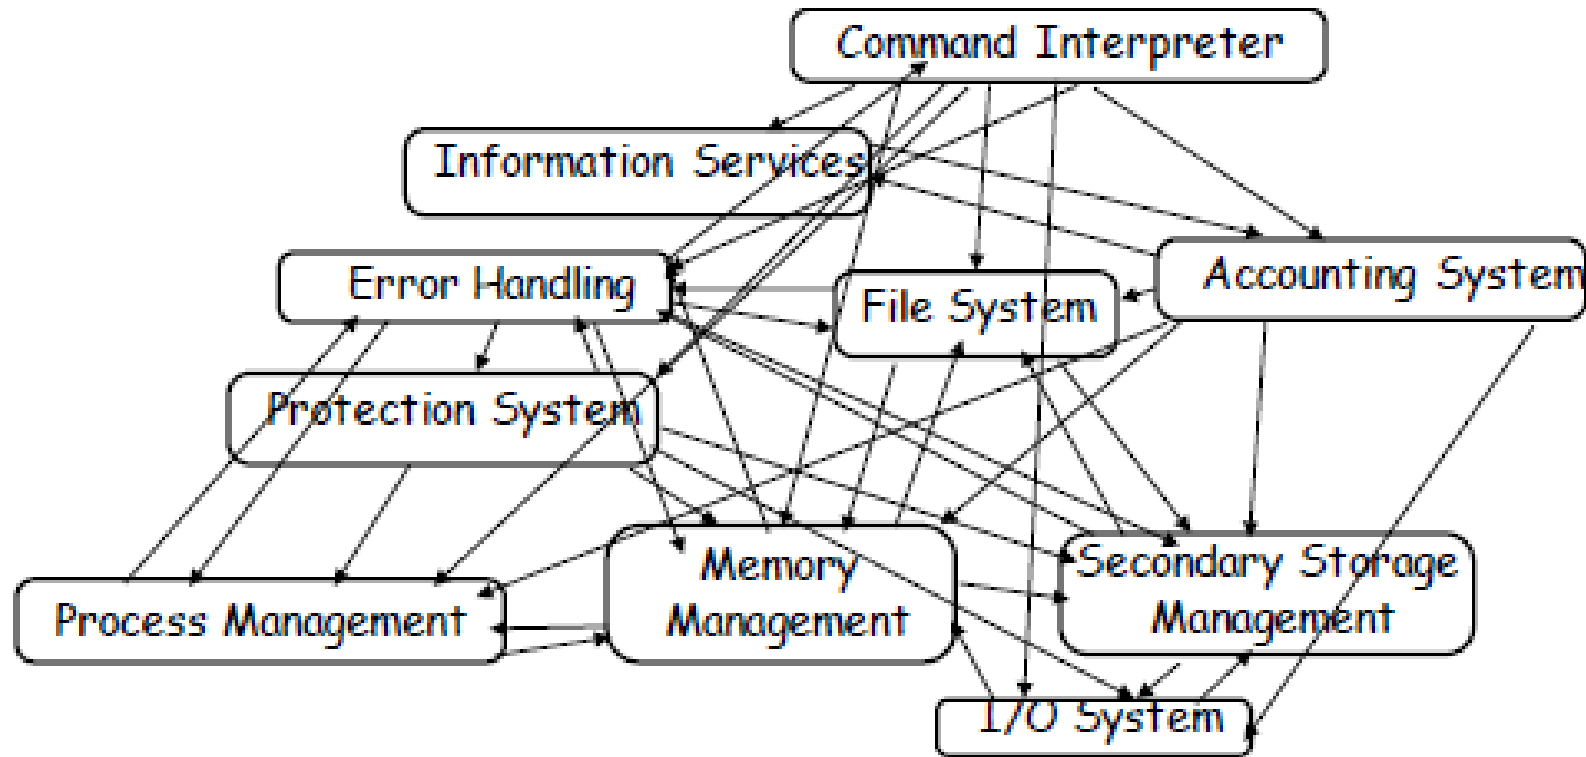 Command Interpreter
Information Services
Error Handling
File System
Accounting System
Protection System
Process Management
Memory
Management
Secondary Storage
Management
I/O System